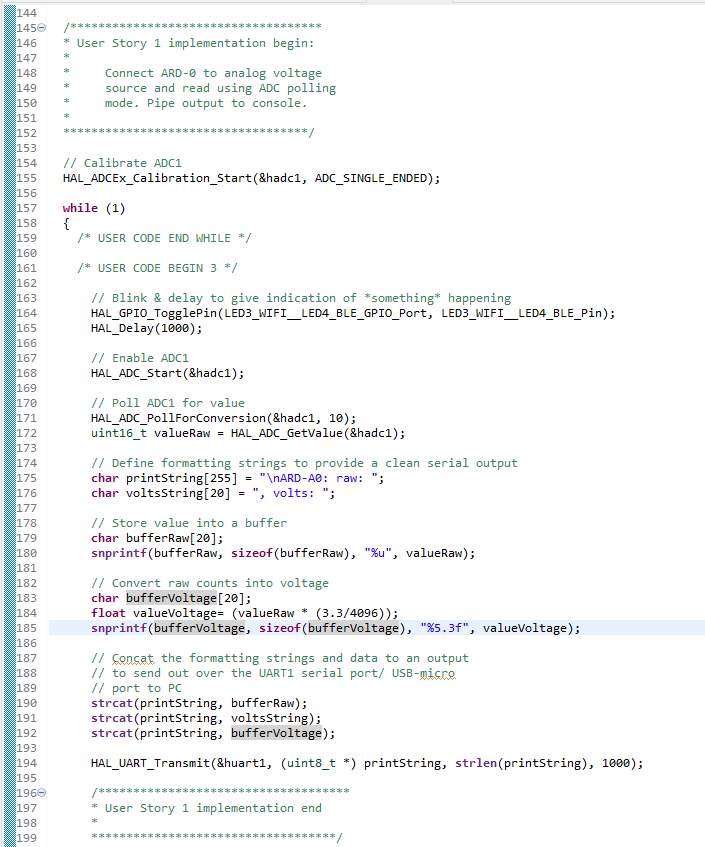 144
145 /************************************
146 * User Story 1 implementation begin:
147 *
148 *     Connect ARD-0 to analog voltage
149 *     source and read using ADC polling
150 *     mode. Pipe output to console.
151 *
152 ***********************************/
153
154 // Calibrate ADC1
155 HAL_ADCEx_Calibration_Start(&hadc1, ADC_SINGLE_ENDED);
156
157 while (1)
158 {
159   /* USER CODE END WHILE */
160
161   /* USER CODE BEGIN 3 */
162
163     // Blink & delay to give indication of *something* happening
164     HAL_GPIO_TogglePin(LED3_WIFI__LED4_BLE_GPIO_Port, LED3_WIFI__LED4_BLE_Pin);
165     HAL_Delay(1000);
166
167     // Enable ADC1
168     HAL_ADC_Start(&hadc1);
169
170     // Poll ADC1 for value
171     HAL_ADC_PollForConversion(&hadc1, 10);
172     uint16_t valueRaw = HAL_ADC_GetValue(&hadc1);
173
174     // Define formatting strings to provide a clean serial output
175     char printString[255] = "\nARD-A0: raw: ";
176     char voltsString[20] = ", volts: ";
177
178     // Store value into a buffer
179     char bufferRaw[20];
180     snprintf(bufferRaw, sizeof(bufferRaw), "%u", valueRaw);
181
182     // Convert raw counts into voltage
183     char bufferVoltage[20];
184     float valueVoltage= (valueRaw * (3.3/4096));
185     snprintf(bufferVoltage, sizeof(bufferVoltage), "%5.3f", valueVoltage);
186
187     // Concat the formatting strings and data to an output
188     // to send out over the UART1 serial port/ USB-micro
189     // port to PC
190     strcat(printString, bufferRaw);
191     strcat(printString, voltsString);
192     strcat(printString, bufferVoltage);
193
194     HAL_UART_Transmit(&huart1, (uint8_t *) printString, strlen(printString), 1000);
195
196     /************************************
197     * User Story 1 implementation end
198     *
199     ***********************************/